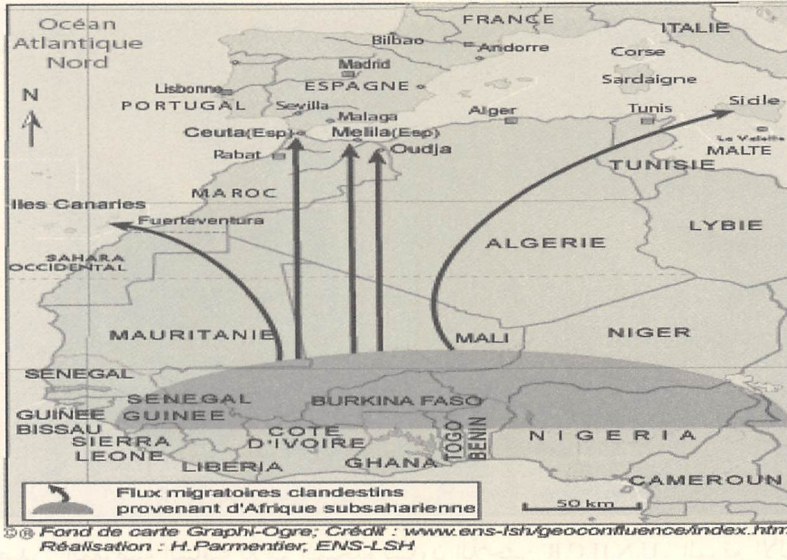 Océan
Atlantique
Nord
FRANCE
ITALIE
Bilbao
Andorre
Corse
Madrid
Sardaigne
N
Lisbonne
ESPAGNE
PORTUGAL
Sevilla
Malaga
Alger
Tunis
Sicile
Ceuta(Esp)
Melila(Esp)
Rabat
Oudja
La Valette
MALTE
TUNISIE
MAROC
Iles Canaries
Fuerteventura
LYBIE
ALGERIE
SAHARA
OCCIDENTAL
MAURITANIE
MALI
NIGER
SENEGAL
SENEGAL
BURKINA FASO
GUINEE
BISSAU
GUINEE
SIERRA
LEONE
COTE
D'IVOIRE
TOGO
BENIN
NIGERIA
LIBERIA
GHANA
CAMEROUN
Flux migratoires clandestins
provenant d'Afrique subsaharienne
50 km
©® Fond de carte Graphi-Ogre; Crédit : www.ens-lsh/geoconfluence/index.htm
Réalisation : H.Parmentier, ENS-LSH